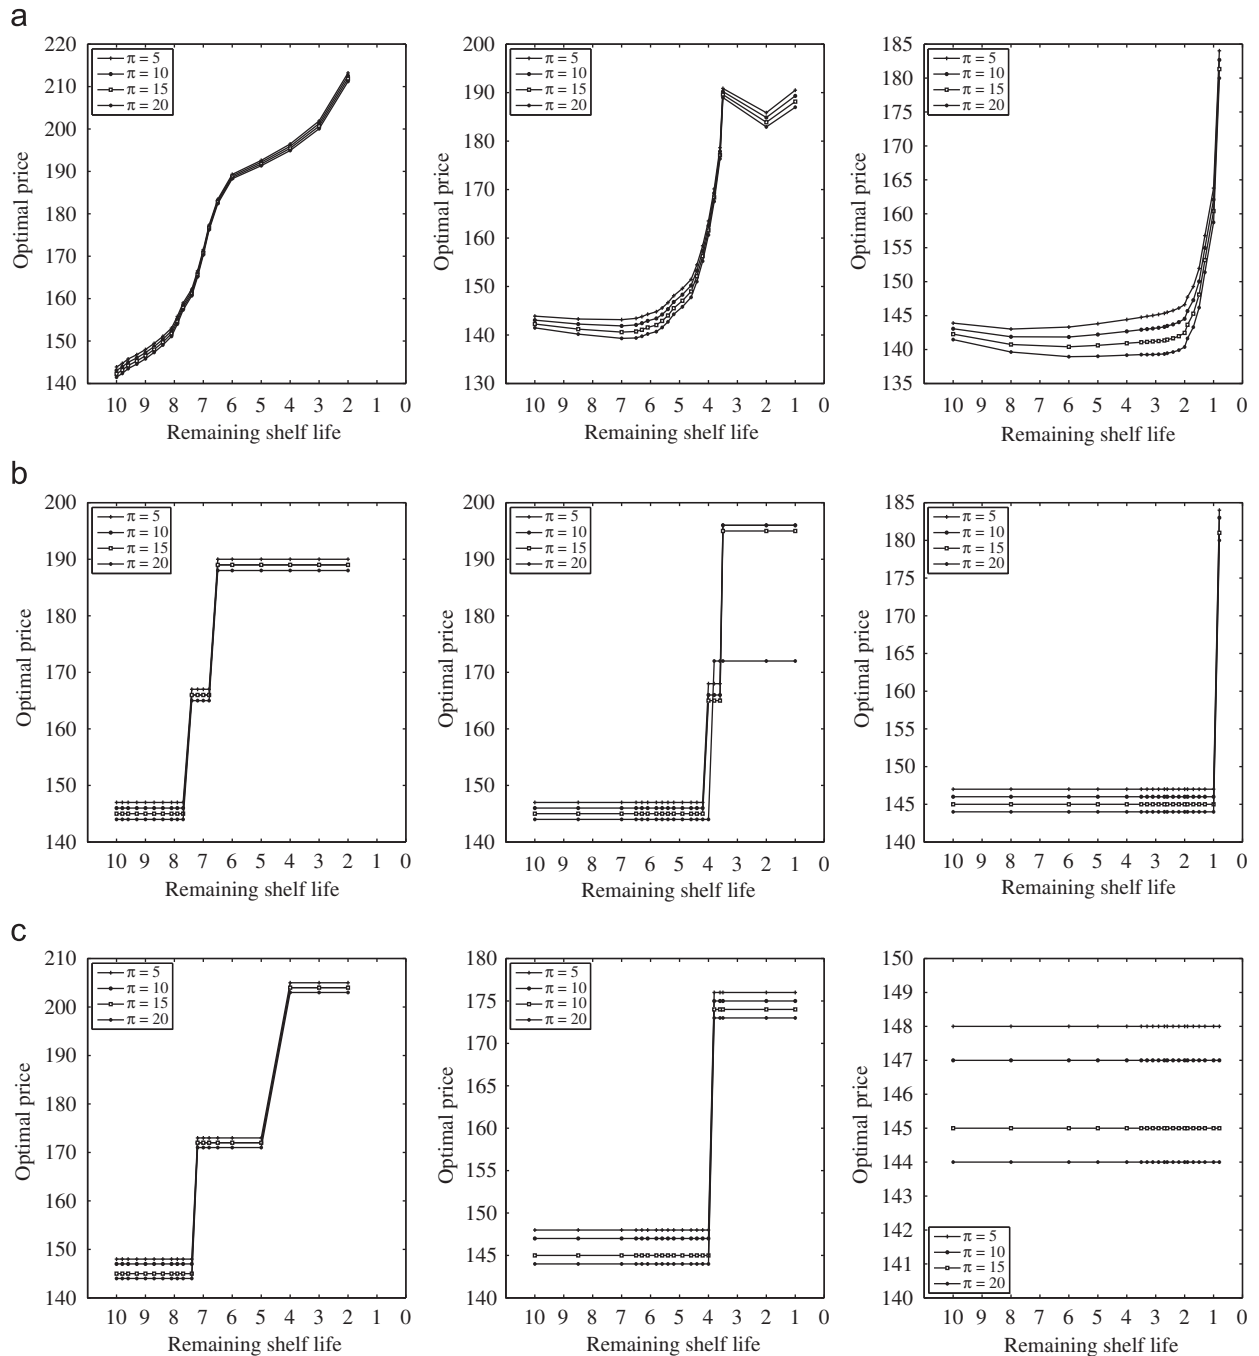 a
220
210
200
190
180
170
160
150
140
Optimal price
π = 5
π = 10
π = 15
π = 20
10 9 8 7 6 5 4 3 2 1 0
Remaining shelf life
200
190
180
170
160
150
140
130
Optimal price
π = 5
π = 10
π = 15
π = 20
10 9 8 7 6 5 4 3 2 1 0
Remaining shelf life
185
180
175
170
165
160
155
150
145
140
135
Optimal price
π = 5
π = 10
π = 15
π = 20
10 9 8 7 6 5 4 3 2 1 0
Remaining shelf life
b
200
190
180
170
160
150
140
Optimal price
π = 5
π = 10
π = 15
π = 20
10 9 8 7 6 5 4 3 2 1 0
Remaining shelf life
200
190
180
170
160
150
140
Optimal price
π = 5
π = 10
π = 15
π = 20
10 9 8 7 6 5 4 3 2 1 0
Remaining shelf life
185
180
175
170
165
160
155
150
145
140
Optimal price
π = 5
π = 10
π = 15
π = 20
10 9 8 7 6 5 4 3 2 1 0
Remaining shelf life
c
210
200
190
180
170
160
150
140
Optimal price
π = 5
π = 10
π = 15
π = 20
10 9 8 7 6 5 4 3 2 1 0
Remaining shelf life
180
175
170
165
160
155
150
145
140
Optimal price
π = 5
π = 10
π = 10
π = 20
10 9 8 7 6 5 4 3 2 1 0
Remaining shelf life
150
149
148
147
146
145
144
143
142
141
140
Optimal price
π = 5
π = 10
π = 15
π = 20
10 9 8 7 6 5 4 3 2 1 0
Remaining shelf life